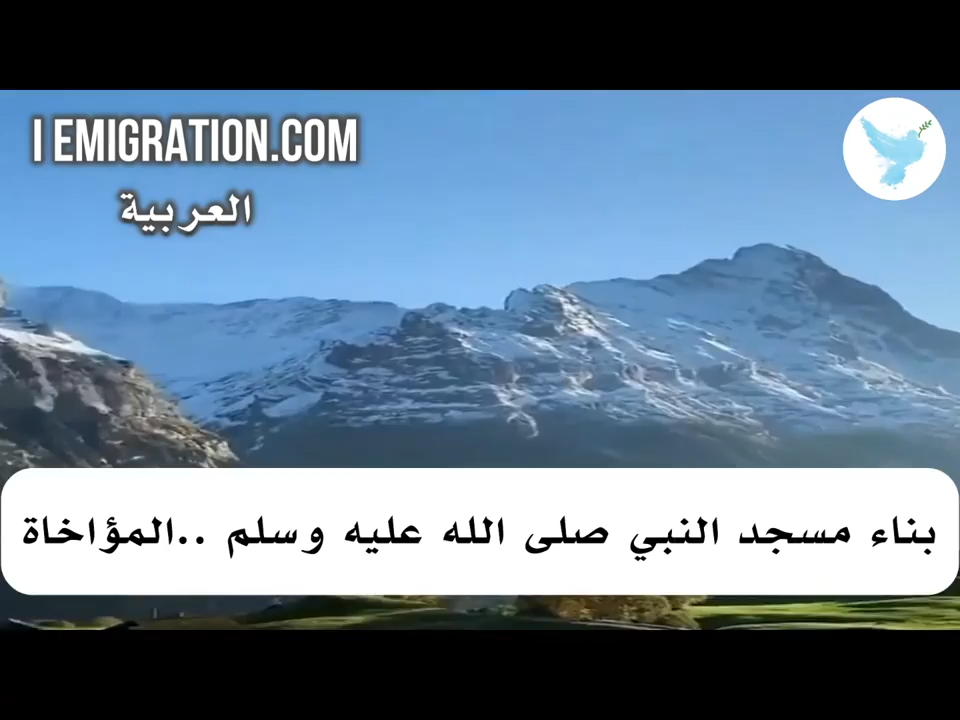 I EMIGRATION.COM
العربية
بناء مسجد النبي صلى الله عليه وسلم ..المؤاخاة